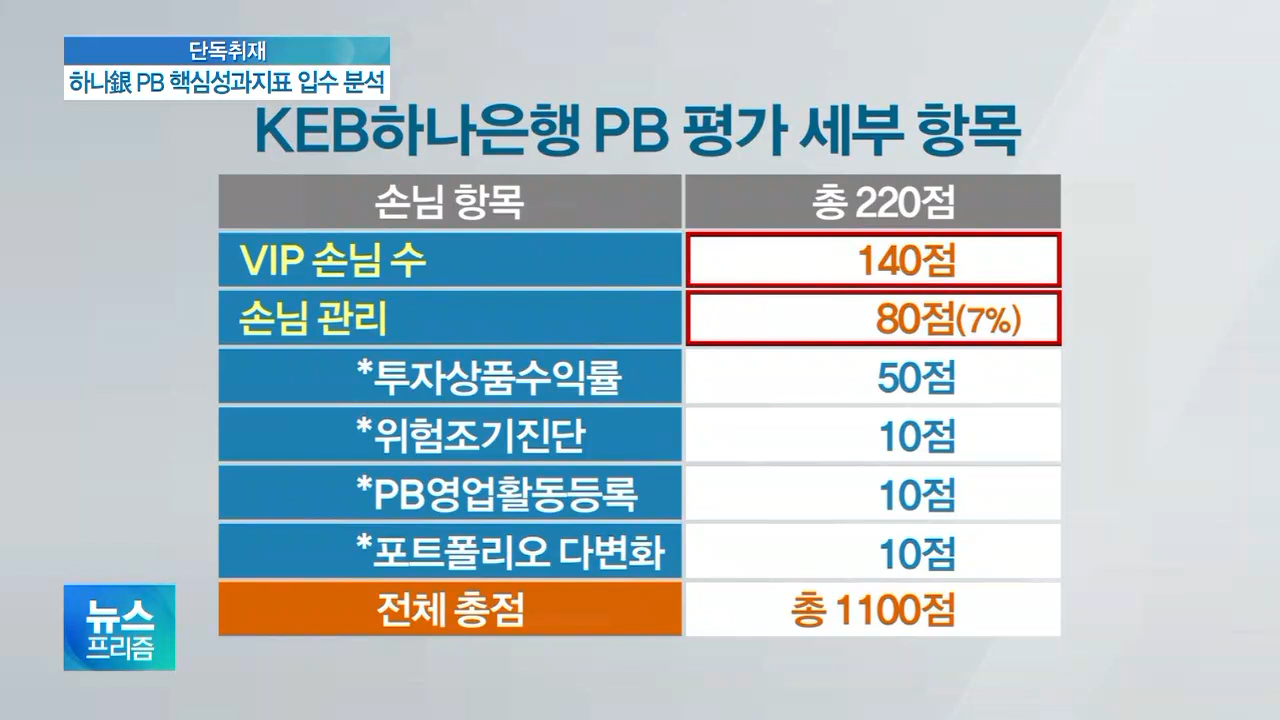 단독취재
하나銀 PB 핵심성과지표 입수 분석
KEB하나은행 PB 평가 세부 항목
손님 항목 총 220점
VIP 손님 수 140점
손님 관리 80점(7%)
*투자상품수익률 50점
*위험조기진단 10점
*PB영업활동등록 10점
*포트폴리오 다변화 10점
전체 총점 총 1100점
뉴스
프리즘